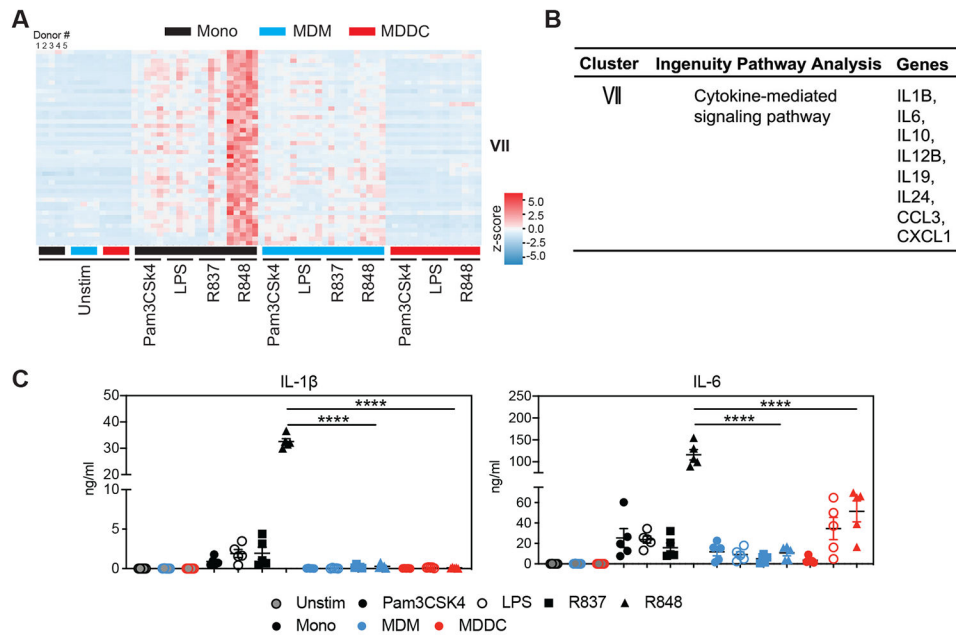 A
Donor #
1 2 3 4 5
Mono
MDM
MDDC
VII
z-score
5.0
2.5
0.0
-2.5
-5.0
Unstim
Pam3CSk4
LPS
R837
R848
Pam3CSk4
LPS
R837
R848
Pam3CSk4
LPS
R848
B
Cluster Ingenuity Pathway Analysis Genes
Ⅶ Cytokine-mediated IL1B,
signaling pathway IL6,
IL10,
IL12B,
IL19,
IL24,
CCL3,
CXCL1
C
IL-1β
ng/ml
50
40
30
20
10
5
0
****
****
IL-6
ng/ml
250
200
150
100
60
40
20
0
****
****
Unstim Pam3CSK4 LPS R837 R848
Mono MDM MDDC